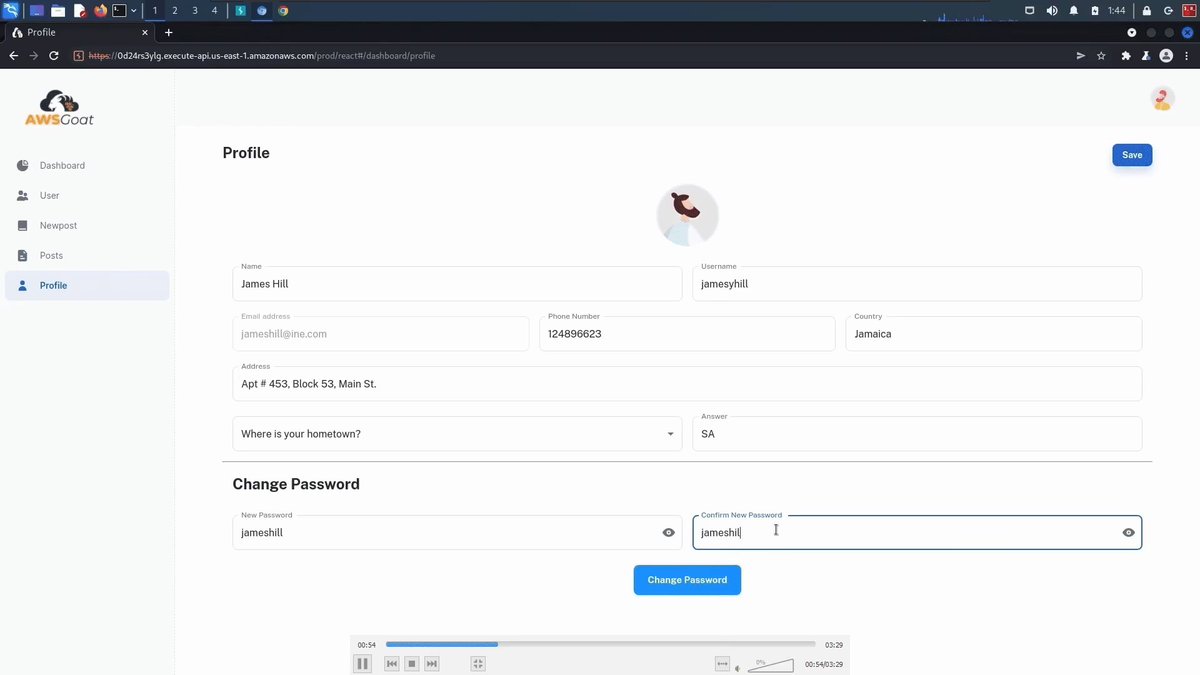 1 2 3 4 1:44
Profile
https://0d24rs3ylg.execute-api.us-east-1.amazonaws.com/prod/react#/dashboard/profile
AWSGoat
Dashboard
User
Newpost
Posts
Profile
Profile
Save
Name
James Hill
Username
jamesyhill
Email address
jameshill@ine.com
Phone Number
124896623
Country
Jamaica
Address
Apt # 453, Block 53, Main St.
Where is your hometown?
Answer
SA
Change Password
New Password
jameshill
Confirm New Password
jameshil
Change Password
00:54 03:29
0% 00:54/03:29